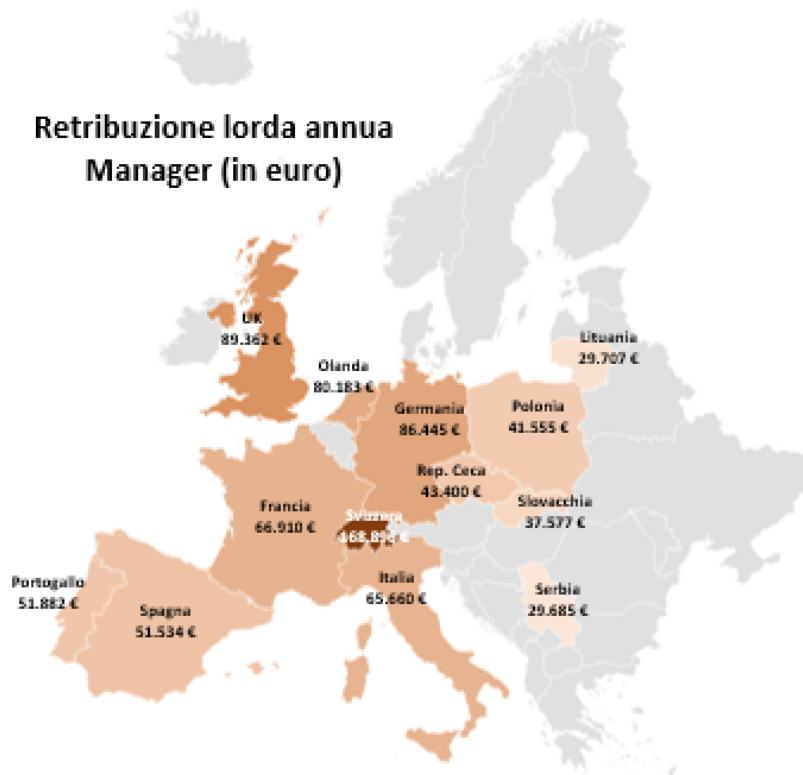 Retribuzione lorda annua
Manager (in euro)
UK
89.362 €
Lituania
29.707 €
Olanda
80.183 €
Germania
86.445 €
Polonia
41.555 €
Rep. Ceca
43.400 €
Slovacchia
37.577 €
Francia
66.910 €
Svizzera
€
Italia
65.660 €
Portogallo
51.882 €
Spagna
51.534 €
Serbia
29.685 €